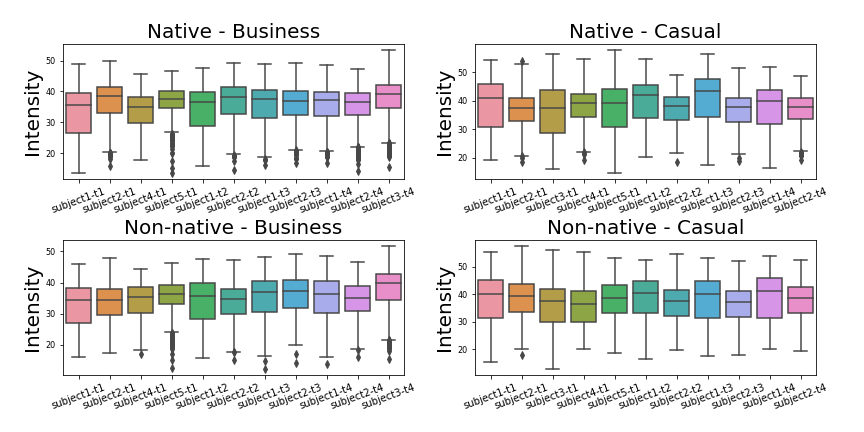 Native - Business
Intensity
50
40
30
20
subject1-t1 subject2-t1 subject4-t1 subject5-t1 subject1-t2 subject2-t2 subject1-t3 subject2-t3 subject1-t4 subject2-t4 subject3-t4
Native - Casual
Intensity
50
40
30
20
subject1-t1 subject2-t1 subject3-t1 subject4-t1 subject5-t1 subject1-t2 subject2-t2 subject1-t3 subject2-t3 subject1-t4 subject2-t4
Non-native - Business
Intensity
50
40
30
20
subject1-t1 subject2-t1 subject4-t1 subject5-t1 subject1-t2 subject2-t2 subject1-t3 subject2-t3 subject1-t4 subject2-t4 subject3-t4
Non-native - Casual
Intensity
50
40
30
20
subject1-t1 subject2-t1 subject3-t1 subject4-t1 subject5-t1 subject1-t2 subject2-t2 subject1-t3 subject2-t3 subject1-t4 subject2-t4